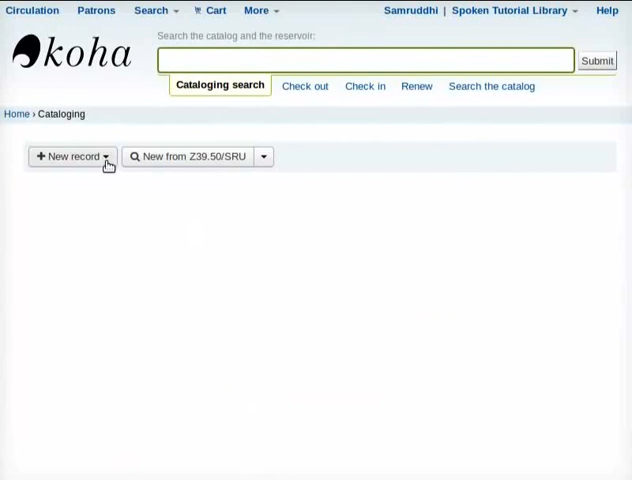 Circulation Patrons Search Cart More Samruddhi | Spoken Tutorial Library Help
koha
Search the catalog and the reservoir:
Submit
Cataloging search Check out Check in Renew Search the catalog
Home › Cataloging
+ New record New from Z39.50/SRU